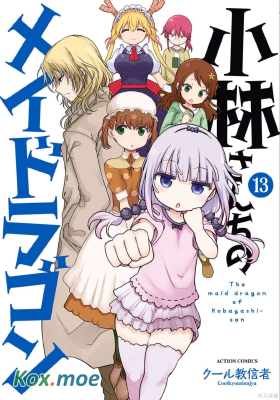 小林さんちの
メイドラゴン
13
The
maid dragon
of
Kobayashi-
san
ACTION COMICS
クール教信者
Coolkyousinnjya
Kox.moe